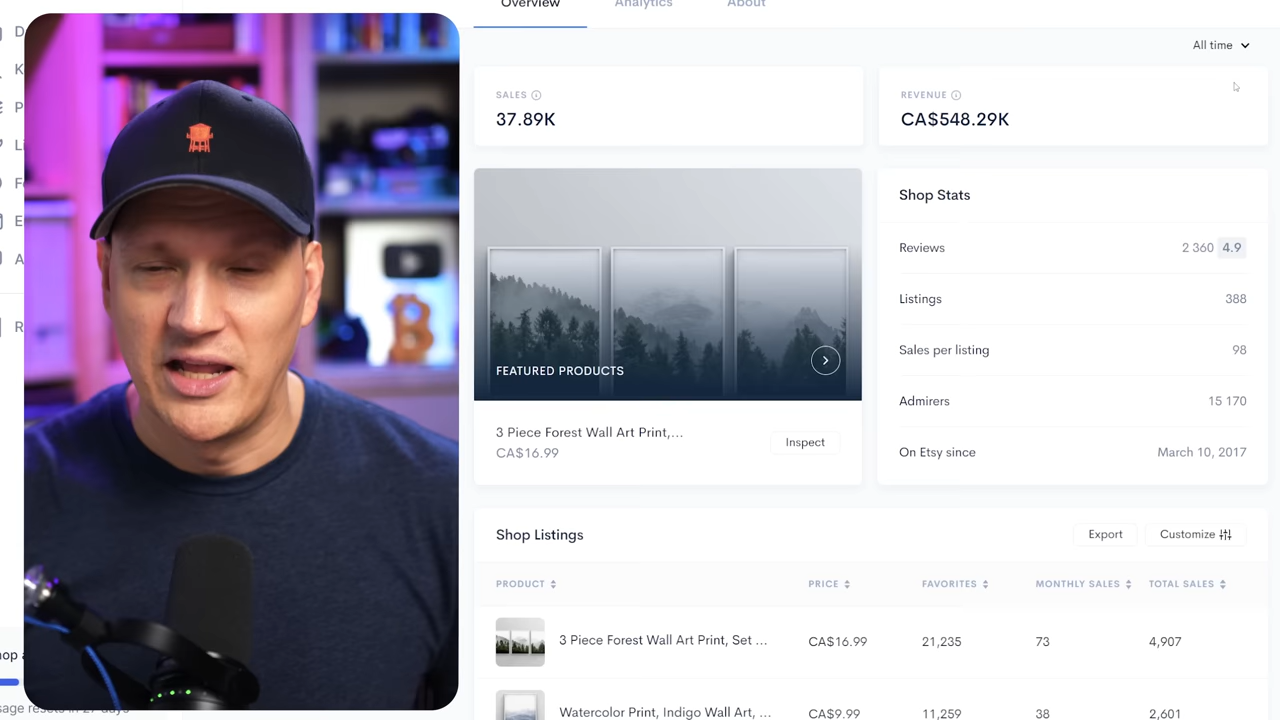 Overview Analytics About
All time
SALES
37.89K
REVENUE
CA$548.29K
FEATURED PRODUCTS
3 Piece Forest Wall Art Print,...
CA$16.99
Inspect
Shop Stats
Reviews 2 360 4.9
Listings 388
Sales per listing 98
Admirers 15 170
On Etsy since March 10, 2017
Shop Listings
Export
Customize
PRODUCT PRICE FAVORITES MONTHLY SALES TOTAL SALES
3 Piece Forest Wall Art Print, Set ... CA$16.99 21,235 73 4,907
Watercolor Print, Indigo Wall Art, ... CA$9.99 11,259 38 2,601